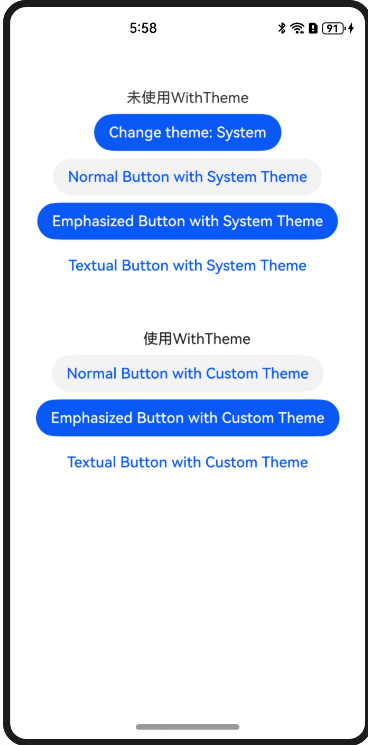 5:58
91
未使用WithTheme
Change theme: System
Normal Button with System Theme
Emphasized Button with System Theme
Textual Button with System Theme
使用WithTheme
Normal Button with Custom Theme
Emphasized Button with Custom Theme
Textual Button with Custom Theme